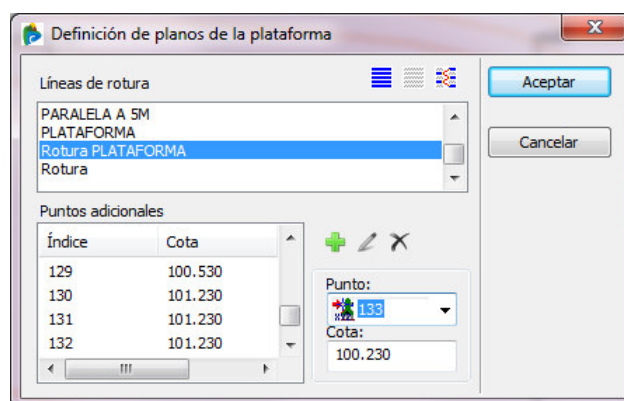 Definición de planos de la plataforma
Líneas de rotura
PARALELA A 5M
PLATAFORMA
Rotura PLATAFORMA
Rotura
Aceptar
Cancelar
Puntos adicionales
Índice Cota
129 100.530
130 101.230
131 101.230
132 101.230
Punto:
133
Cota:
100.230